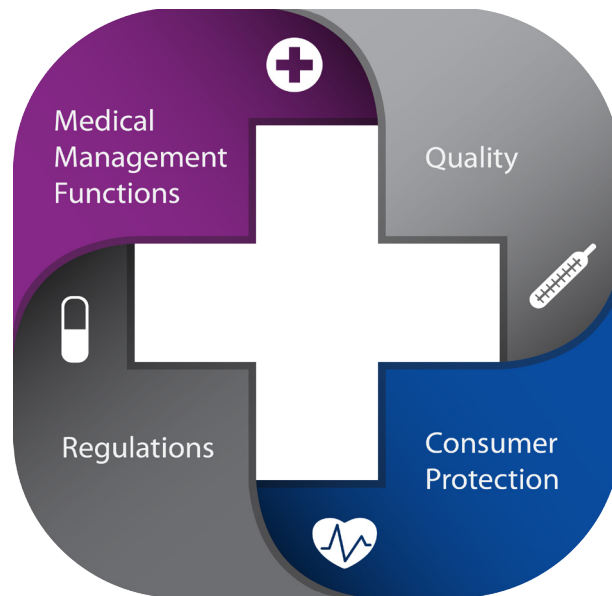 Medical
Management
Functions
Quality
Regulations
Consumer
Protection